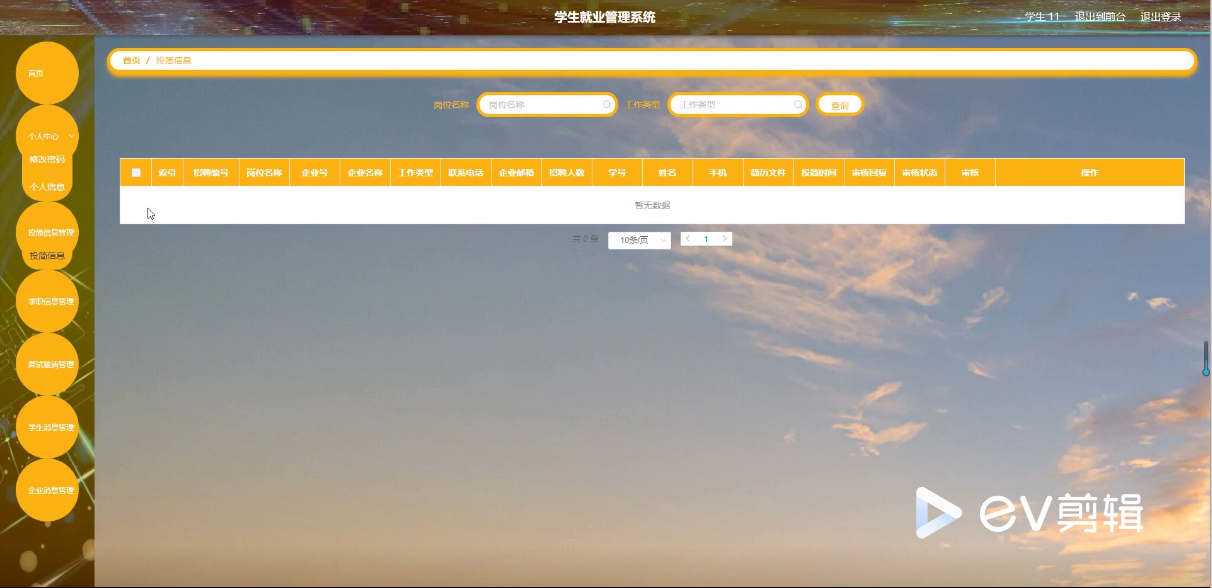 学生就业管理系统
学生 11 退出到前台 退出登录
首页 / 投简信息
首页
个人中心
修改密码
个人信息
投简信息管理
投简信息
求职信息管理
面试邀请管理
学生消息管理
企业消息管理
岗位名称 岗位名称 工作类型 工作类型 查询
索引 招聘编号 岗位名称 企业号 企业名称 工作类型 联系电话 企业邮箱 招聘人数 学号 姓名 手机 简历文件 投简时间 审核回复 审核状态 审核 操作
暂无数据
共 0 条 10条/页 1
ev剪辑